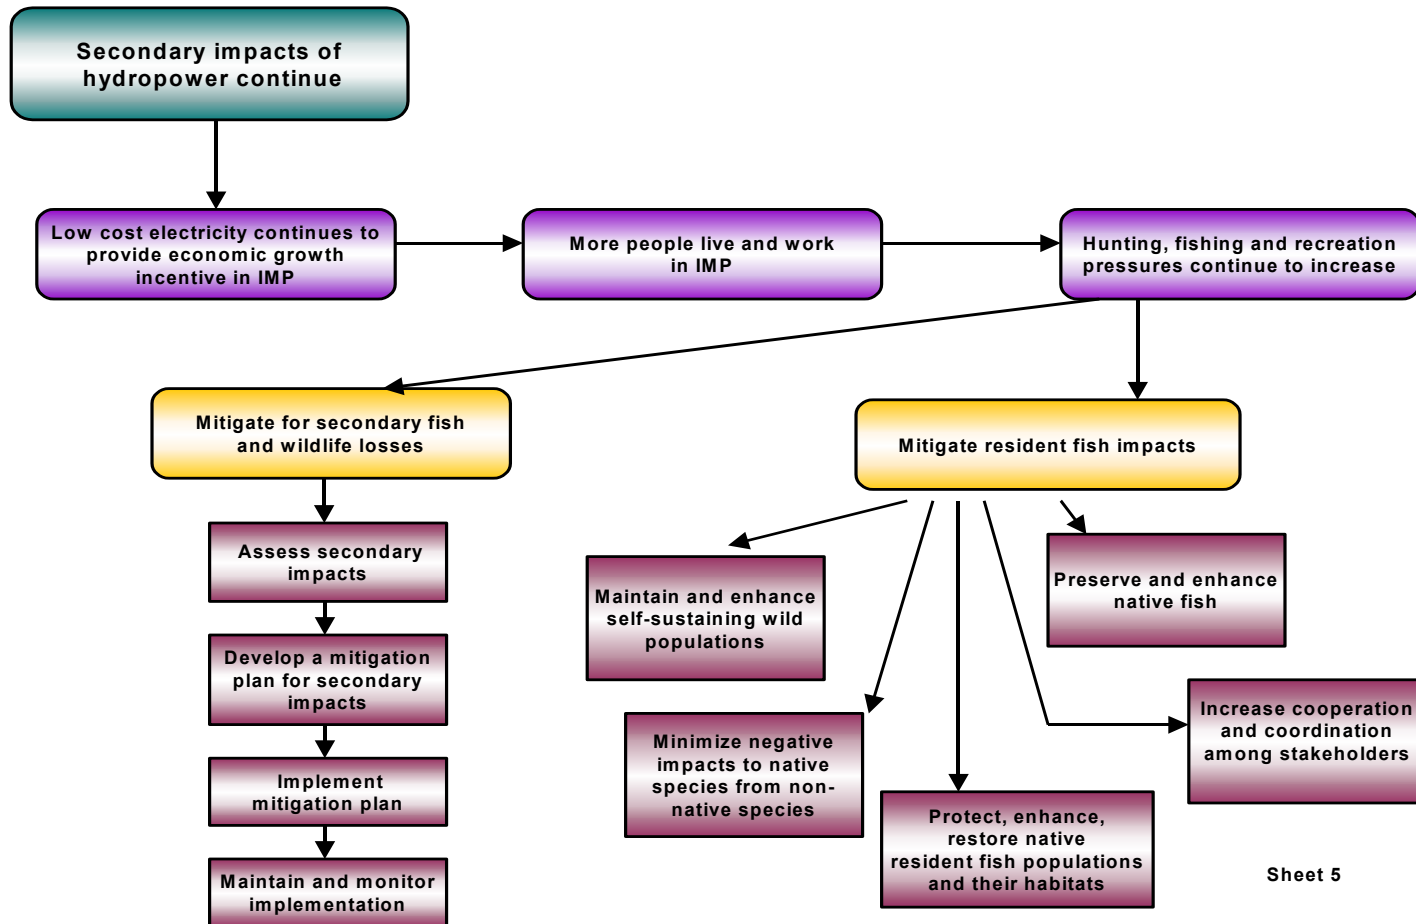 Secondary impacts of
hydropower continue
Low cost electricity continues to
provide economic growth
incentive in IMP
More people live and work
in IMP
Hunting, fishing and recreation
pressures continue to increase
Mitigate for secondary fish
and wildlife losses
Mitigate resident fish impacts
Assess secondary
impacts
Develop a mitigation
plan for secondary
impacts
Implement
mitigation plan
Maintain and monitor
implementation
Maintain and enhance
self-sustaining wild
populations
Minimize negative
impacts to native
species from non-
native species
Protect, enhance,
restore native
resident fish populations
and their habitats
Preserve and enhance
native fish
Increase cooperation
and coordination
among stakeholders
Sheet 5